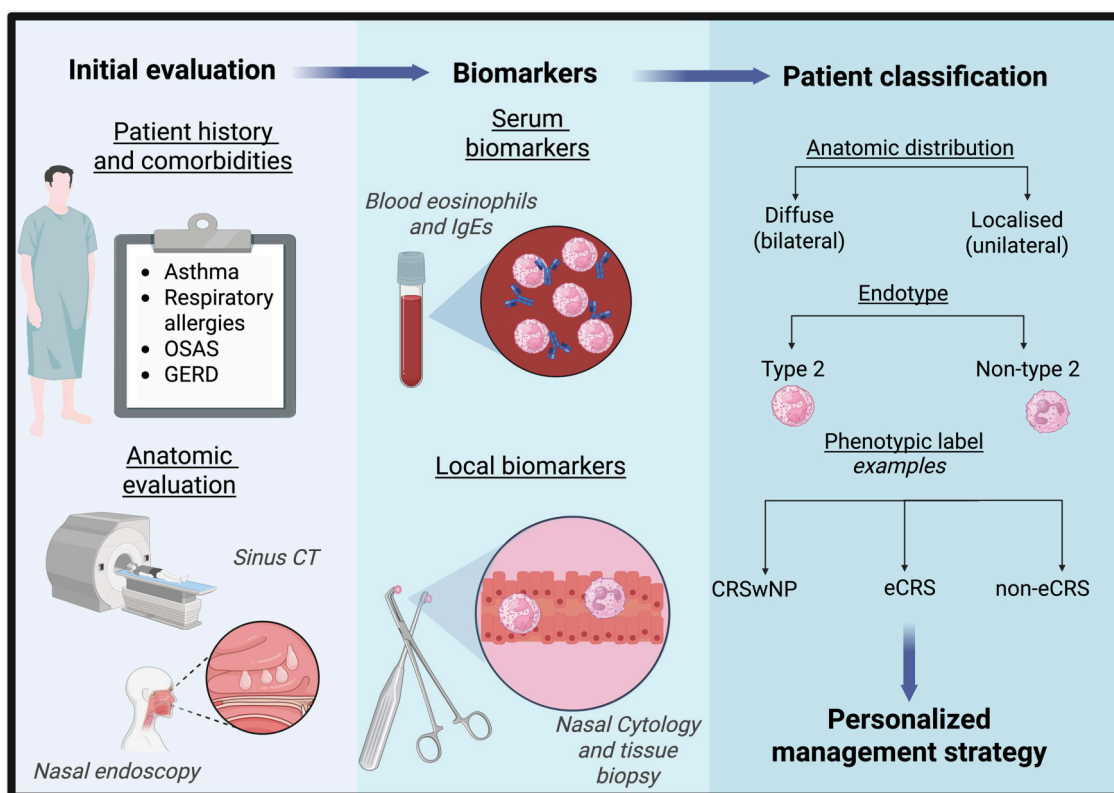 Initial evaluation
Patient history
and comorbidities
• Asthma
• Respiratory
allergies
• OSAS
• GERD
Anatomic
evaluation
Sinus CT
Nasal endoscopy
Biomarkers
Serum
biomarkers
Blood eosinophils
and IgEs
Local biomarkers
Nasal Cytology
and tissue
biopsy
Patient classification
Anatomic distribution
Diffuse
(bilateral)
Localised
(unilateral)
Endotype
Type 2
Non-type 2
Phenotypic label
examples
CRSwNP
eCRS
non-eCRS
Personalized
management strategy